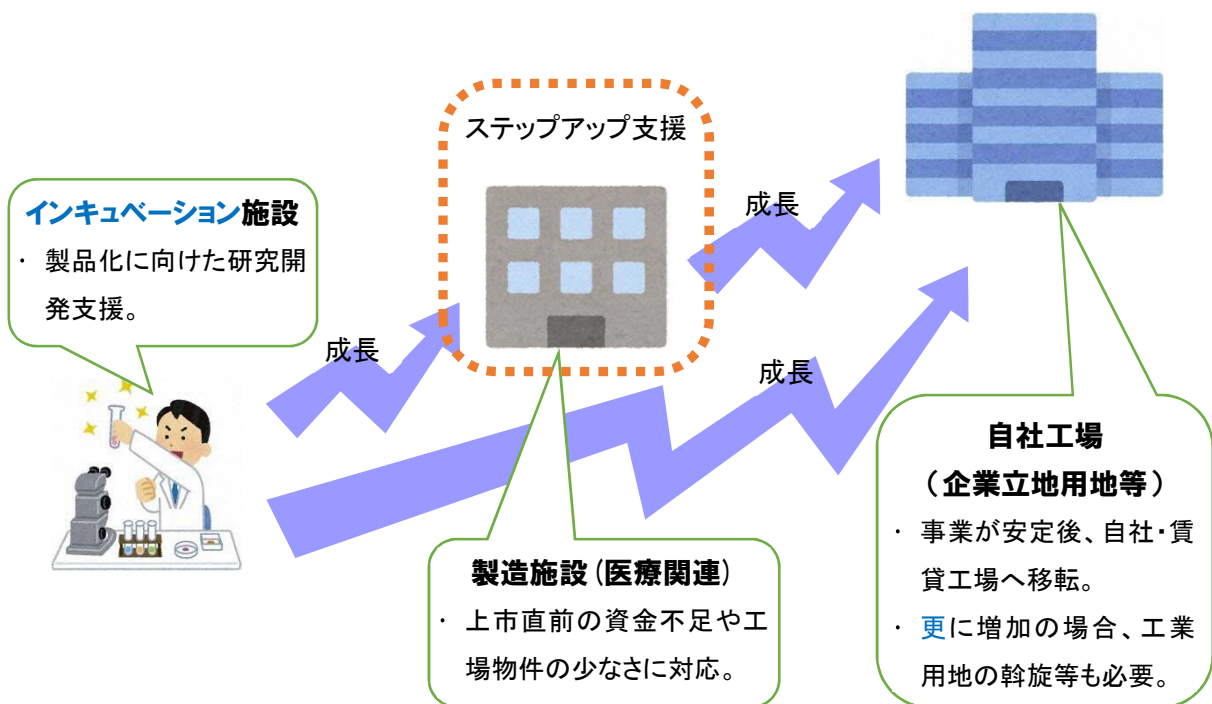 ステップアップ支援
インキュベーション施設
・ 製品化に向けた研究開
発支援。
成長
成長
成長
製造施設(医療関連)
・ 上市直前の資金不足や工
場物件の少なさに対応。
自社工場
（企業立地用地等）
・ 事業が安定後、自社・賃
貸工場へ移転。
・ 更に増加の場合、工業
用地の斡旋等も必要。